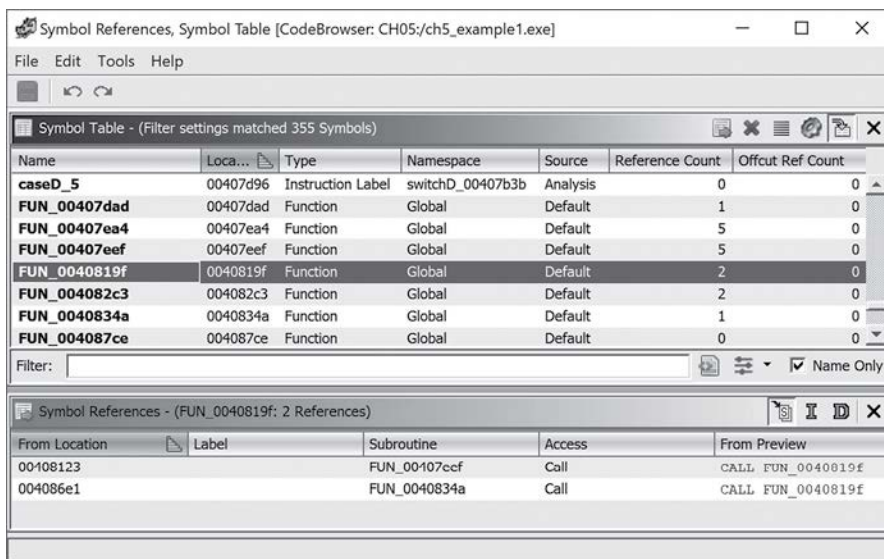 Symbol References, Symbol Table [CodeBrowser: CH05:/ch5_example1.exe]
File Edit Tools Help
Symbol Table - (Filter settings matched 355 Symbols)
Name Loca... Type Namespace Source Reference Count Offcut Ref Count
caseD_5 00407d96 Instruction Label switchD_00407b3b Analysis 0 0
FUN_00407dad 00407dad Function Global Default 1 0
FUN_00407ea4 00407ea4 Function Global Default 5 0
FUN_00407eef 00407eef Function Global Default 5 0
FUN_0040819f 0040819f Function Global Default 2 0
FUN_004082c3 004082c3 Function Global Default 2 0
FUN_0040834a 0040834a Function Global Default 1 0
FUN_004087ce 004087ce Function Global Default 0 0
Filter: Name Only
Symbol References - (FUN_0040819f: 2 References)
From Location Label Subroutine Access From Preview
00408123 FUN_00407eef Call CALL FUN_0040819f
004086e1 FUN_0040834a Call CALL FUN_0040819f